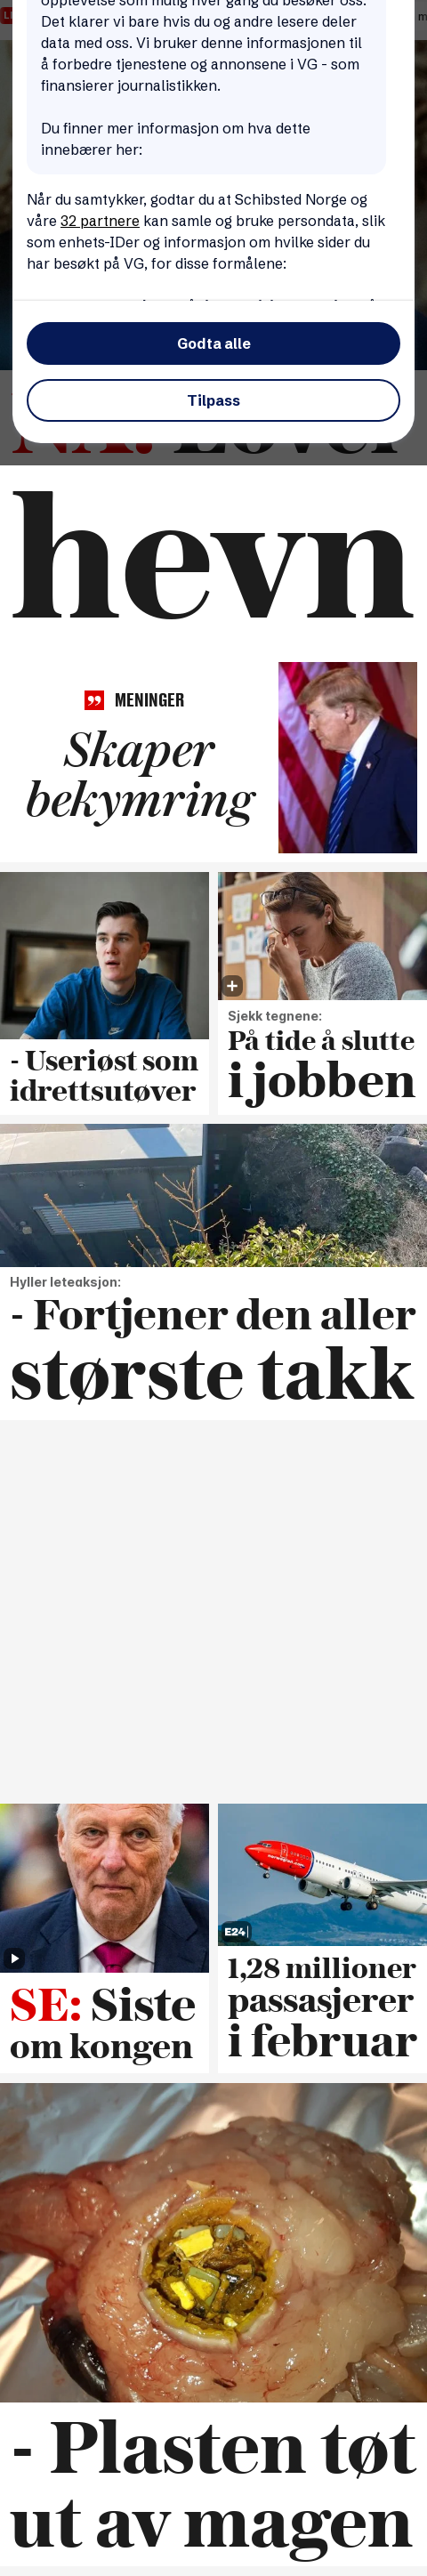 opplevelse som mulig hver gang du besøker oss.
Det klarer vi bare hvis du og andre lesere deler
data med oss. Vi bruker denne informasjonen til
å forbedre tjenestene og annonsene i VG - som
finansierer journalistikken.
Du finner mer informasjon om hva dette
innebærer her:
Når du samtykker, godtar du at Schibsted Norge og
våre 32 partnere kan samle og bruke persondata, slik
som enhets-IDer og informasjon om hvilke sider du
har besøkt på VG, for disse formålene:
Godta alle
Tilpass
NÅ: Lover
hevn
MENINGER
Skaper
bekymring
- Useriøst som
idrettsutøver
Sjekk tegnene:
På tide å slutte
i jobben
Hyller leteaksjon:
- Fortjener den aller
største takk
SE: Siste
om kongen
norwegian
E24
1,28 millioner
passasjerer
i februar
- Plasten tøt
ut av magen